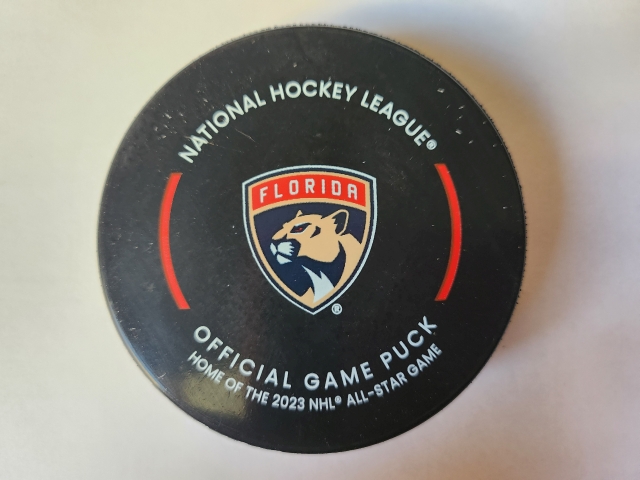 NATIONAL HOCKEY LEAGUE®
FLORIDA
®
OFFICIAL GAME PUCK
HOME OF THE 2023 NHL® ALL-STAR GAME